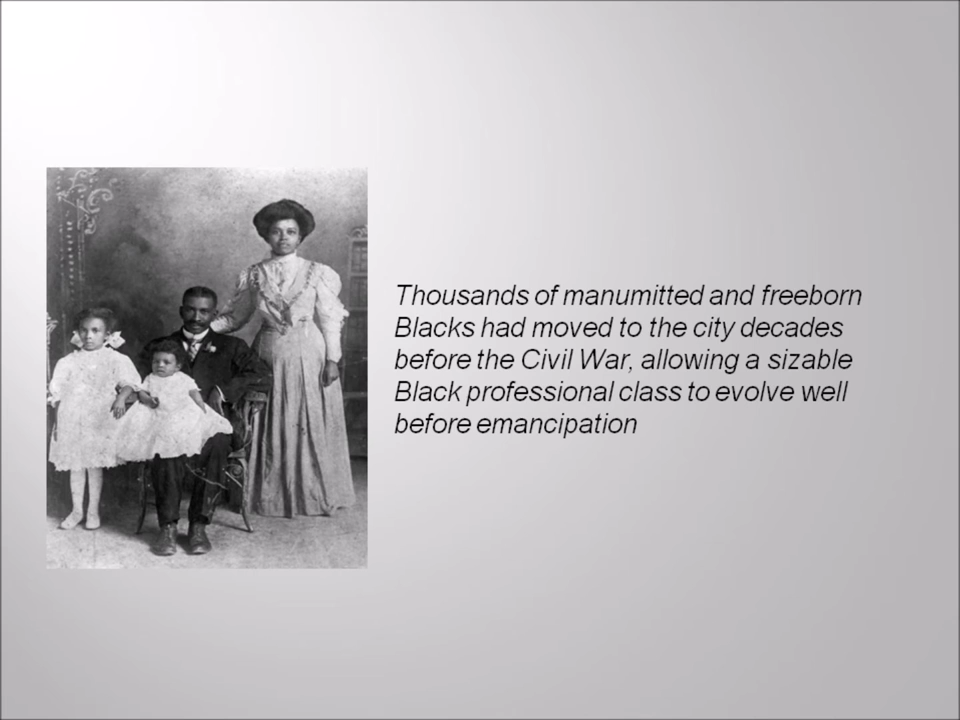 Thousands of manumitted and freeborn
Blacks had moved to the city decades
before the Civil War, allowing a sizable
Black professional class to evolve well
before emancipation